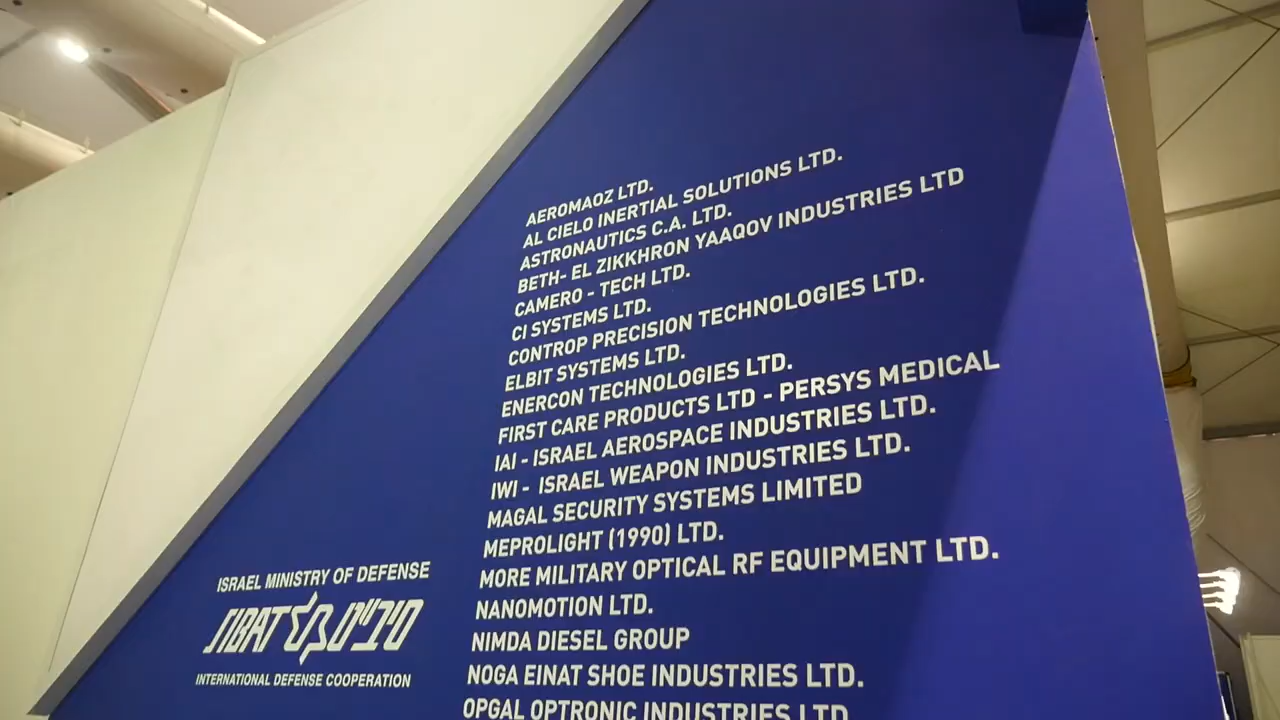 AEROMAOZ LTD.
AL CIELO INERTIAL SOLUTIONS LTD.
ASTRONAUTICS C.A. LTD.
BETH- EL ZIKKHRON YAAQOV INDUSTRIES LTD
CAMERO - TECH LTD.
CI SYSTEMS LTD.
CONTROP PRECISION TECHNOLOGIES LTD.
ELBIT SYSTEMS LTD.
ENERCON TECHNOLOGIES LTD.
FIRST CARE PRODUCTS LTD - PERSYS MEDICAL
IAI - ISRAEL AEROSPACE INDUSTRIES LTD.
IWI - ISRAEL WEAPON INDUSTRIES LTD.
MAGAL SECURITY SYSTEMS LIMITED
MEPROLIGHT (1990) LTD.
MORE MILITARY OPTICAL RF EQUIPMENT LTD.
NANOMOTION LTD.
NIMDA DIESEL GROUP
NOGA EINAT SHOE INDUSTRIES LTD.
OPGAL OPTRONIC INDUSTRIES LTD
ISRAEL MINISTRY OF DEFENSE
INTERNATIONAL DEFENSE COOPERATION